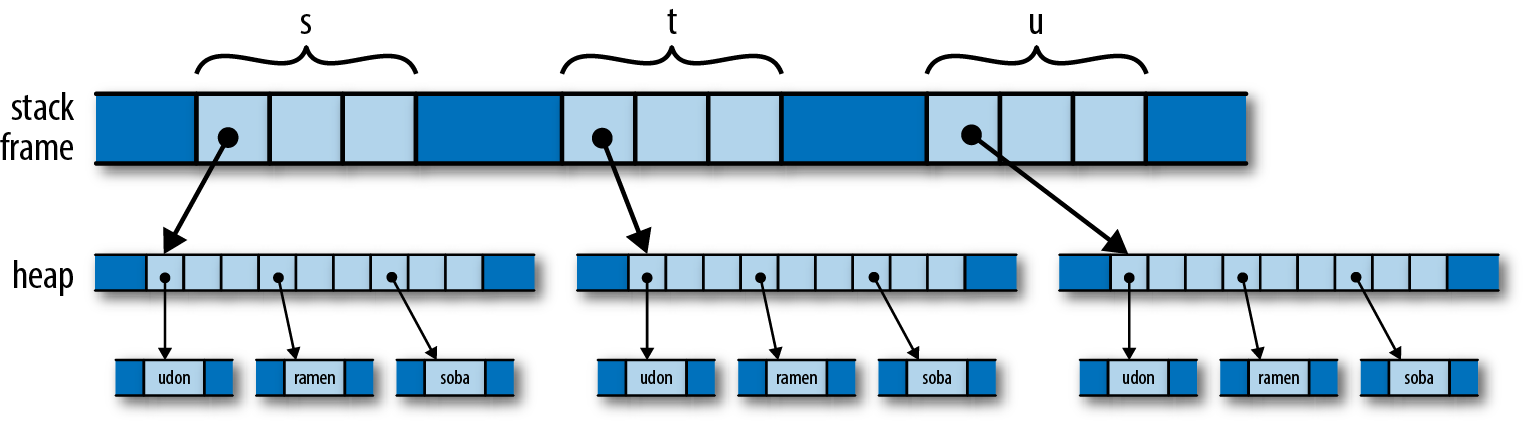 s
t
u
stack
frame
heap
udon
ramen
soba
udon
ramen
soba
udon
ramen
soba